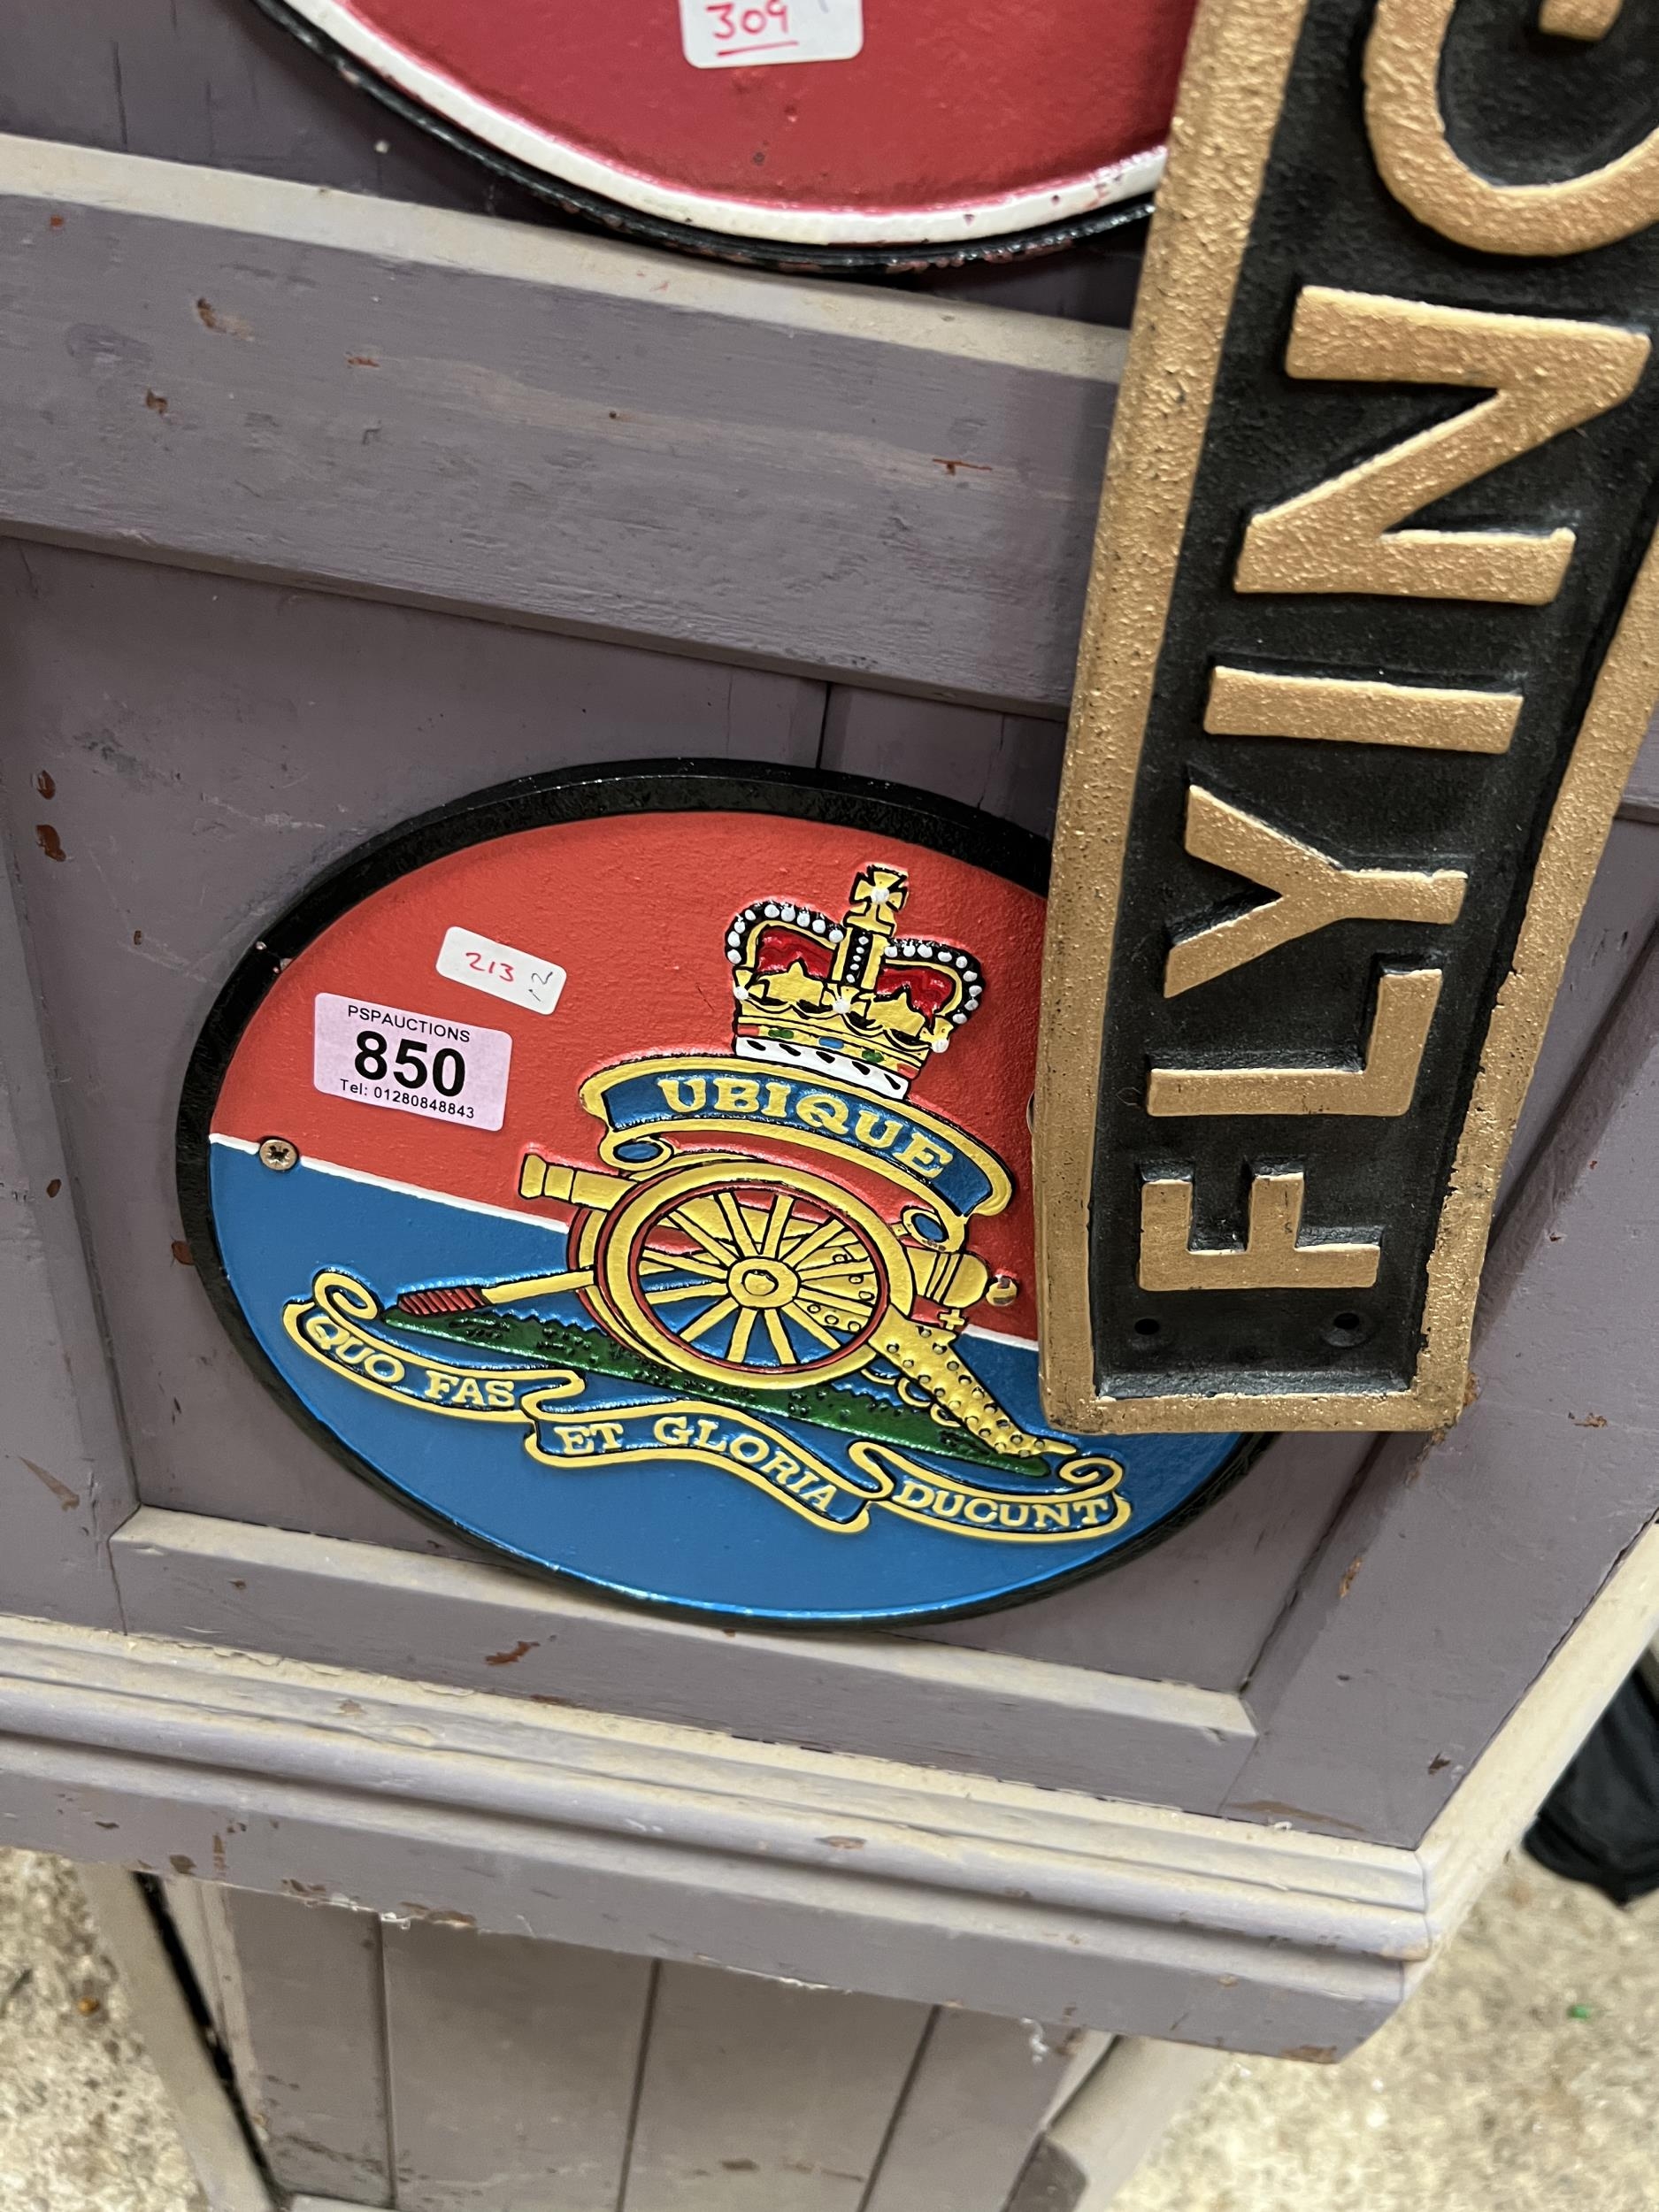 309
FLYING
213
PSPAUCTIONS
850
Tel: 01280848843
UBIQUE
QUO FAS
ET GLORIA
DUCUNT